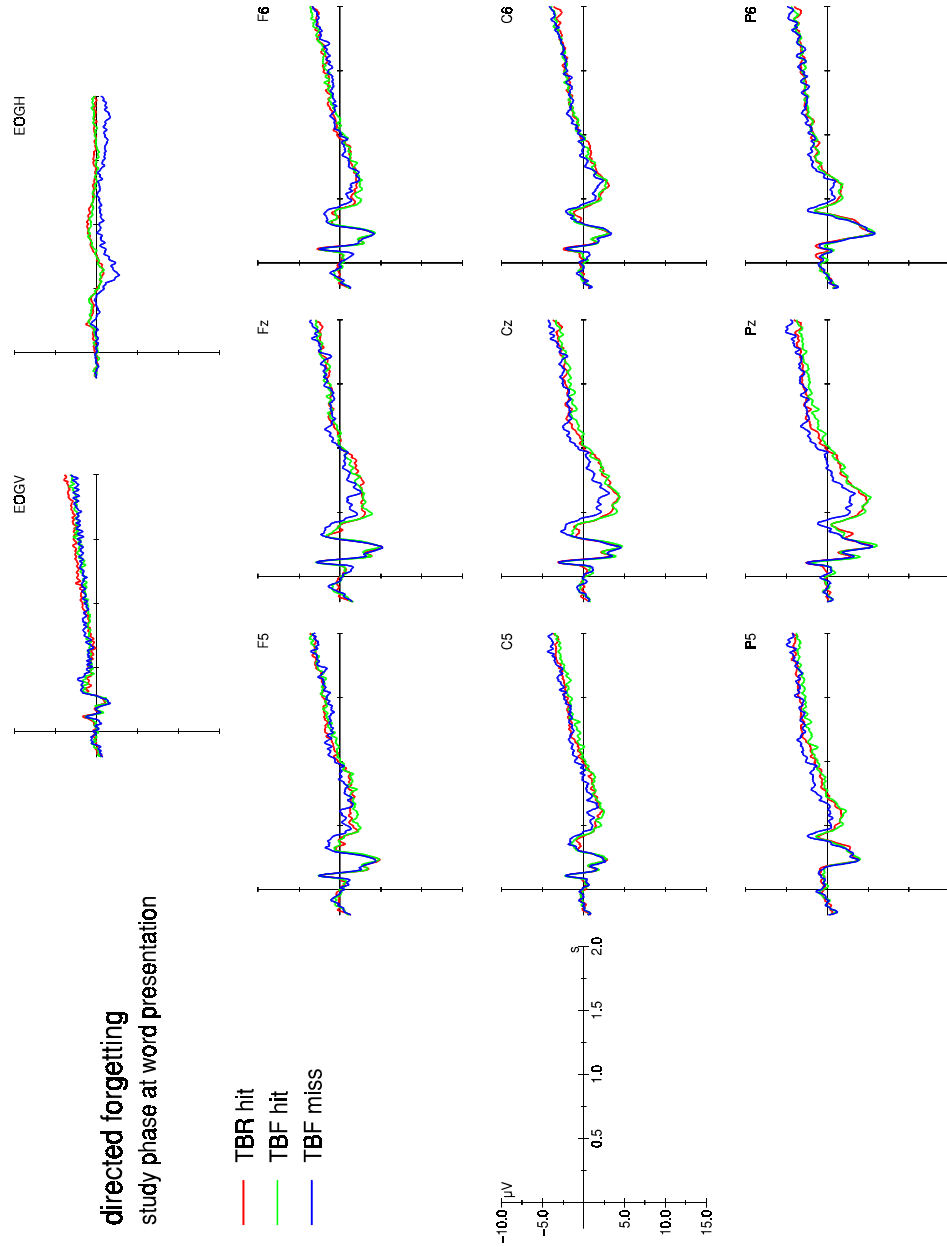 EOGV EOGH
directed forgetting
study phase at word presentation
TBR hit
TBF hit
TBF miss
F5 Fz F6
C5 Cz C6
-10.0 µV
-5.0
s
0.5 1.0 1.5 2.0
5.0
15.0
P5 Pz P6